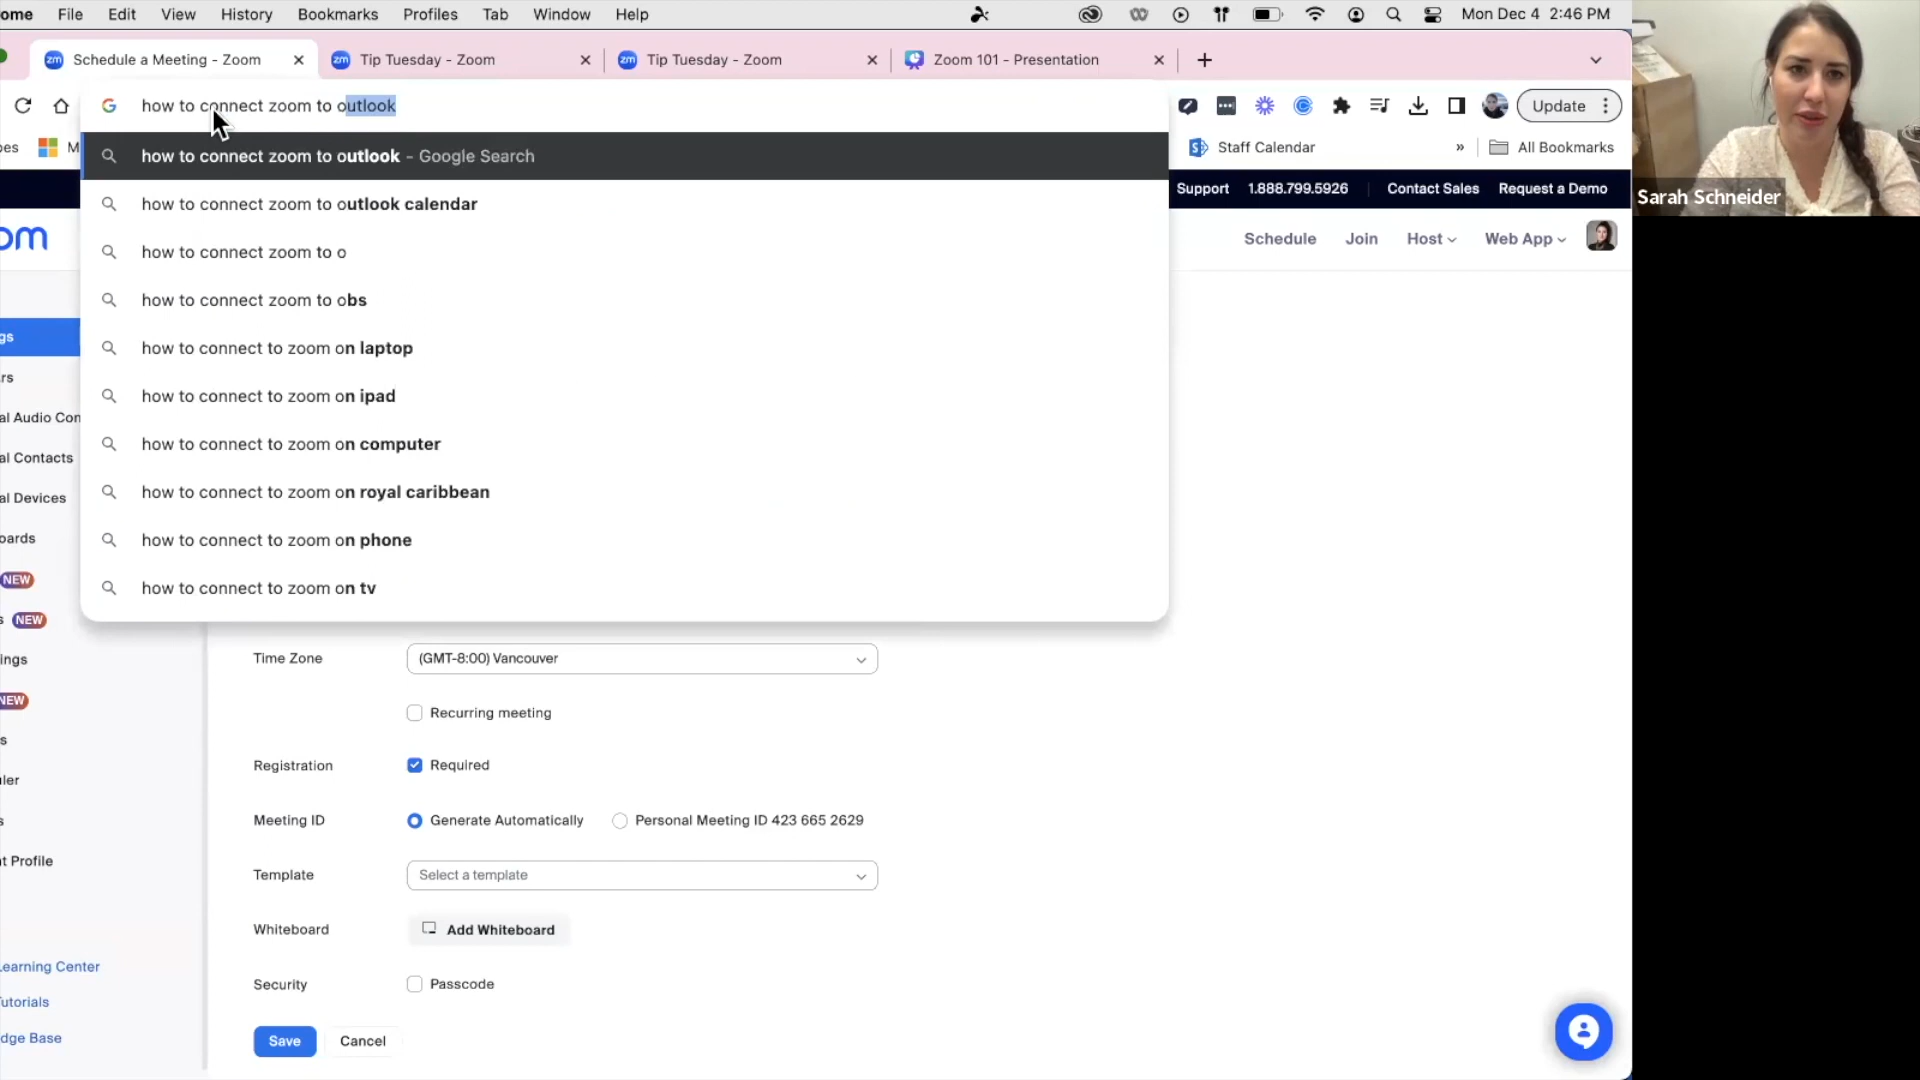 ome File Edit View History Bookmarks Profiles Tab Window Help Mon Dec 4 2:46 PM
zm Schedule a Meeting - Zoom zm Tip Tuesday - Zoom zm Tip Tuesday - Zoom Zoom 101 - Presentation
how to connect zoom to outlook Update
how to connect zoom to outlook - Google Search
es M Staff Calendar » All Bookmarks
Support 1.888.799.5926 Contact Sales Request a Demo
how to connect zoom to outlook calendar
om Schedule Join Host Web App
how to connect zoom to o
how to connect zoom to obs
gs
how to connect to zoom on laptop
rs
how to connect to zoom on ipad
al Audio Con
how to connect to zoom on computer
al Contacts
how to connect to zoom on royal caribbean
al Devices
how to connect to zoom on phone
oards
NEW
how to connect to zoom on tv
s NEW
ings
Time Zone (GMT-8:00) Vancouver
NEW
Recurring meeting
s
Registration Required
ler
Meeting ID Generate Automatically Personal Meeting ID 423 665 2629
s
t Profile
Template Select a template
Whiteboard Add Whiteboard
earning Center
Security Passcode
utorials
dge Base
Save Cancel
Sarah Schneider